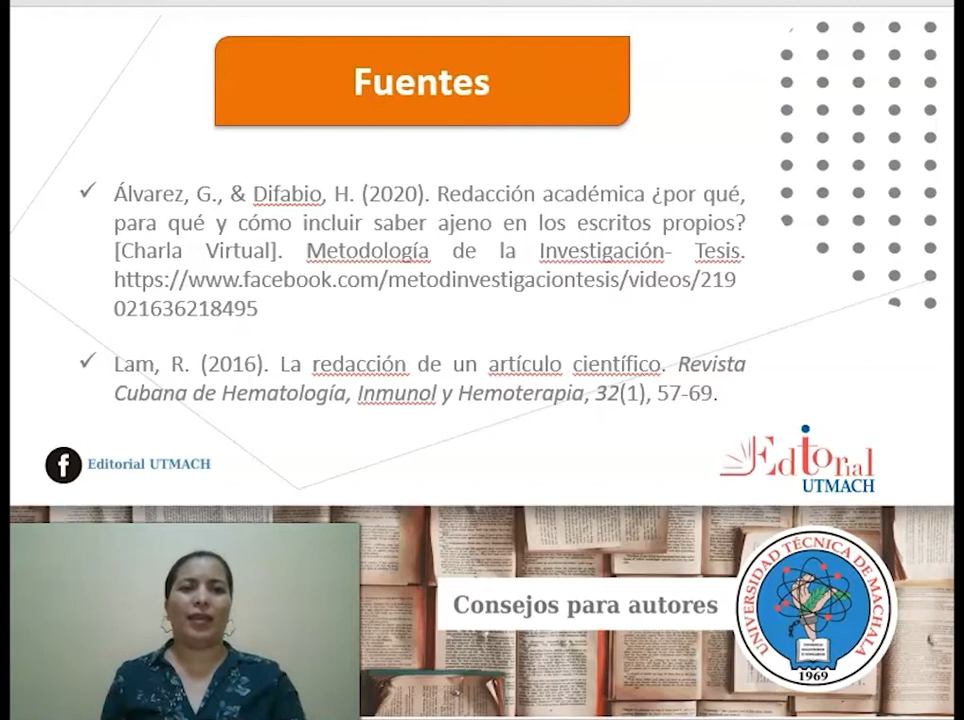 Fuentes
Álvarez, G., & Difabio, H. (2020). Redacción académica ¿por qué,
para qué y cómo incluir saber ajeno en los escritos propios?
[Charla Virtual]. Metodología de la Investigación- Tesis.
https://www.facebook.com/metodinvestigaciontesis/videos/219
021636218495
Lam, R. (2016). La redacción de un artículo científico. Revista
Cubana de Hematología, Inmunol y Hemoterapia, 32(1), 57-69.
f Editorial UTMACH
Editorial
UTMACH
Consejos para autores
UNIVERSIDAD TÉCNICA DE MACHALA
1969